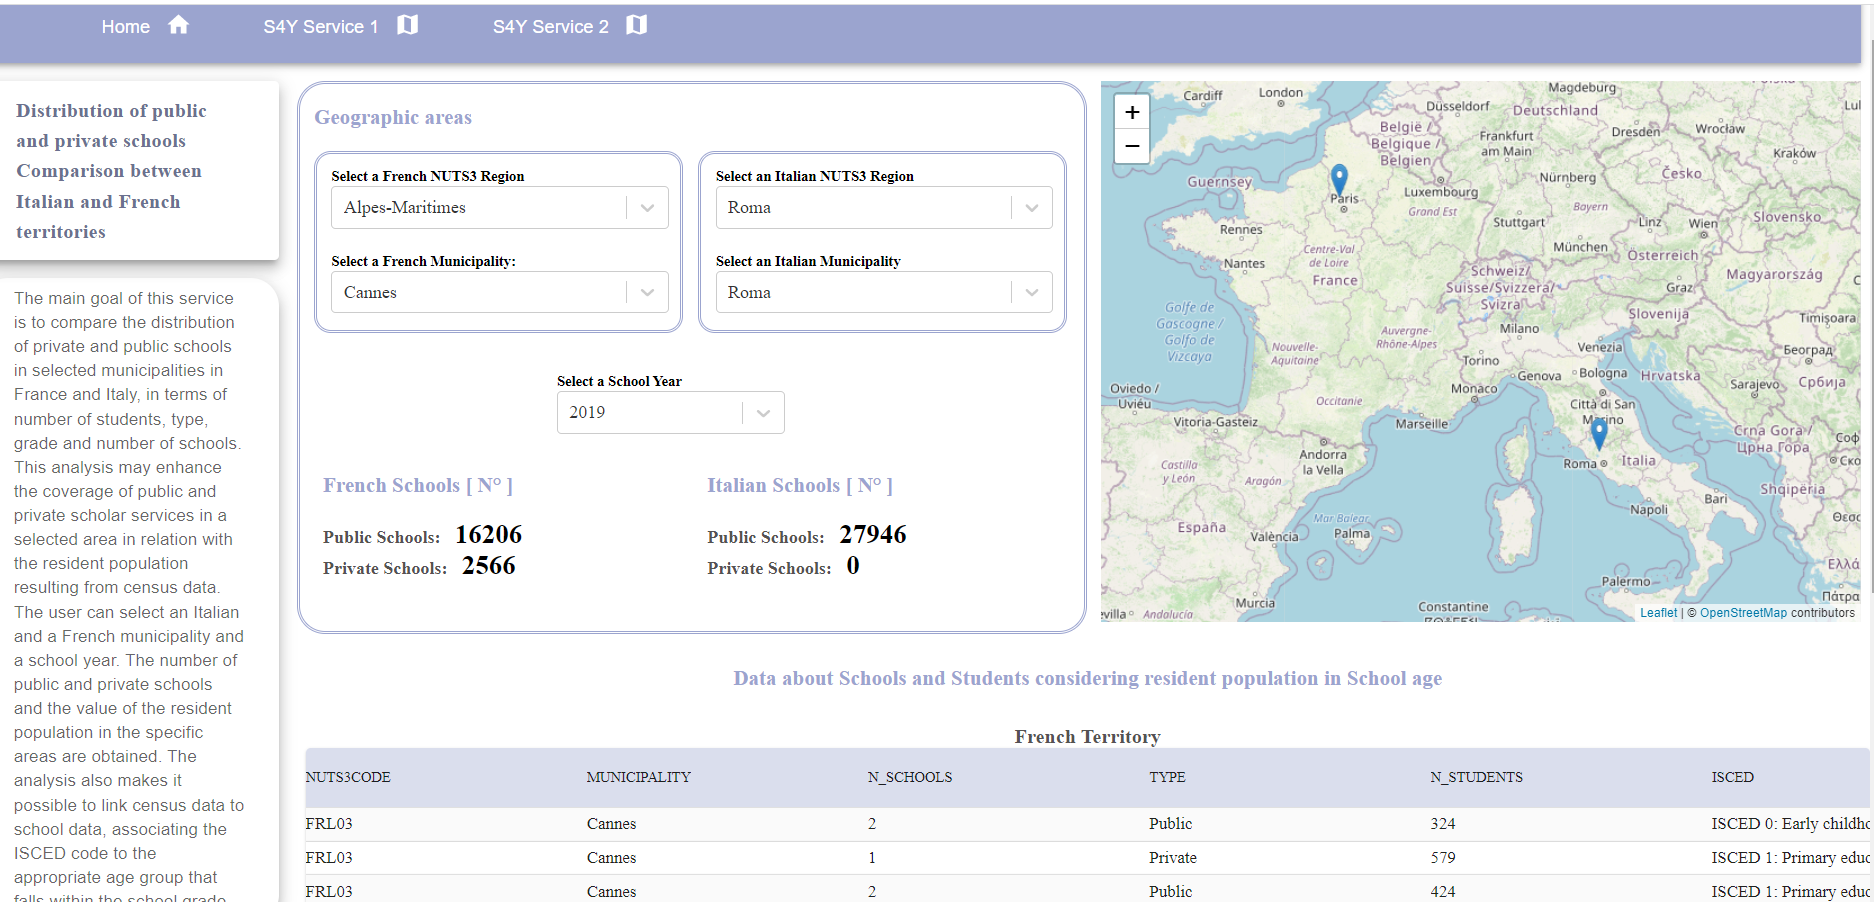 Home
S4Y Service 1
S4Y Service 2
Distribution of public
and private schools
Comparison between
Italian and French
territories
The main goal of this service
is to compare the distribution
of private and public schools
in selected municipalities in
France and Italy, in terms of
number of students, type,
grade and number of schools.
This analysis may enhance
the coverage of public and
private scholar services in a
selected area in relation with
the resident population
resulting from census data.
The user can select an Italian
and a French municipality and
a school year. The number of
public and private schools
and the value of the resident
population in the specific
areas are obtained. The
analysis also makes it
possible to link census data to
school data, associating the
ISCED code to the
appropriate age group that
falls within the school grade
Geographic areas
Select a French NUTS3 Region
Alpes-Maritimes
Select a French Municipality:
Cannes
Select an Italian NUTS3 Region
Roma
Select an Italian Municipality
Roma
Select a School Year
2019
French Schools [ N° ]
Public Schools: 16206
Private Schools: 2566
Italian Schools [ N° ]
Public Schools: 27946
Private Schools: 0
+
−
Cardiff
London
Magdeburg
Düsseldorf
Deutschland
België /
Belgique /
Belgien
Frankfurt
am Main
Dresden
Wrocław
Kraków
Guernsey
Luxembourg
Nürnberg
Česko
Paris
Grand Est
Bayern
Rennes
Stuttgart
Linz
Wien
Slovensko
Nantes
Centre-Val
de Loire
France
München
Österreich
Schweiz/
Suisse/Svizzera/
Svizra
Magyarország
Graz
Golfe de
Gascogne /
Golfo de
Vizcaya
Slovenija
Timișoara
Auvergne-
Rhône-Alpes
Milano
Nouvelle-
Aquitaine
Torino
Venezia
Београд
Genova
Bologna
Hrvatska
Oviedo /
Uviéu
Monaco
Sarajevo
Србија
Occitanie
Città di San
Marino
Vitoria-Gasteiz
Marseille
Crna Gora /
Црна Гора
Andorra
la Vella
Roma
Italia
Castilla
y León
Aragón
Shqipëria
Bari
Napoli
España
Mar Balear
València
Palma
Palermo
Murcia
Constantine
Andalucía
Leaflet | © OpenStreetMap contributors
Data about Schools and Students considering resident population in School age
French Territory
NUTS3CODE MUNICIPALITY N_SCHOOLS TYPE N_STUDENTS ISCED
FRL03 Cannes 2 Public 324 ISCED 0: Early childho
FRL03 Cannes 1 Private 579 ISCED 1: Primary educ
FRL03 Cannes 2 Public 424 ISCED 1: Primary educ